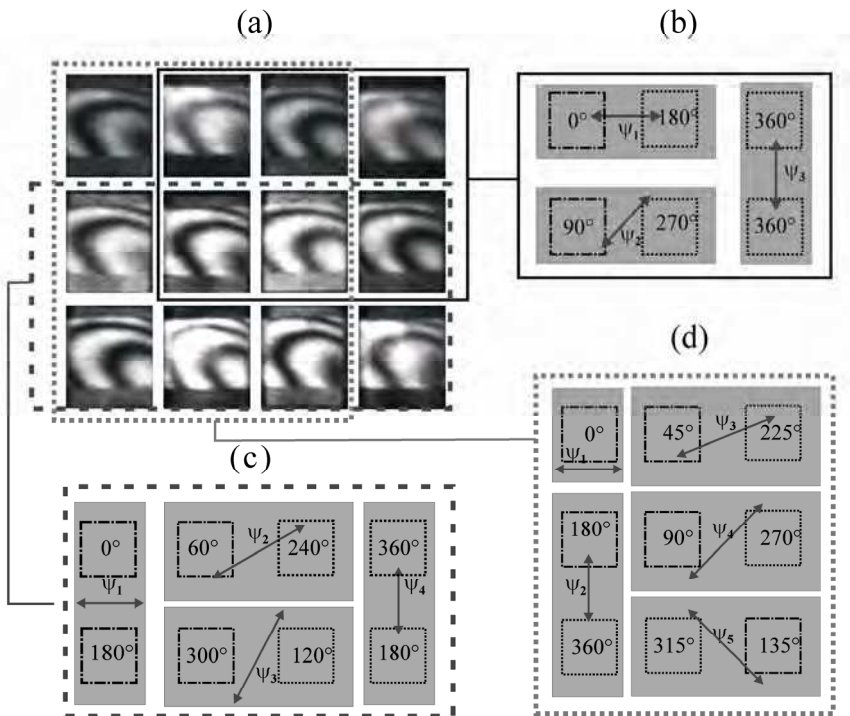 (a)
(b)
0° 180° 360°
ψ₁
ψ₃
90° 270° 360°
ψ₂
(d)
0° 45° 225°
ψ₁ ψ₃
180° 90° 270°
ψ₂ ψ₄
360° 315° 135°
ψ₅
(c)
0° 60° 240° 360°
ψ₁ ψ₂ ψ₄
180° 300° 120° 180°
ψ₃